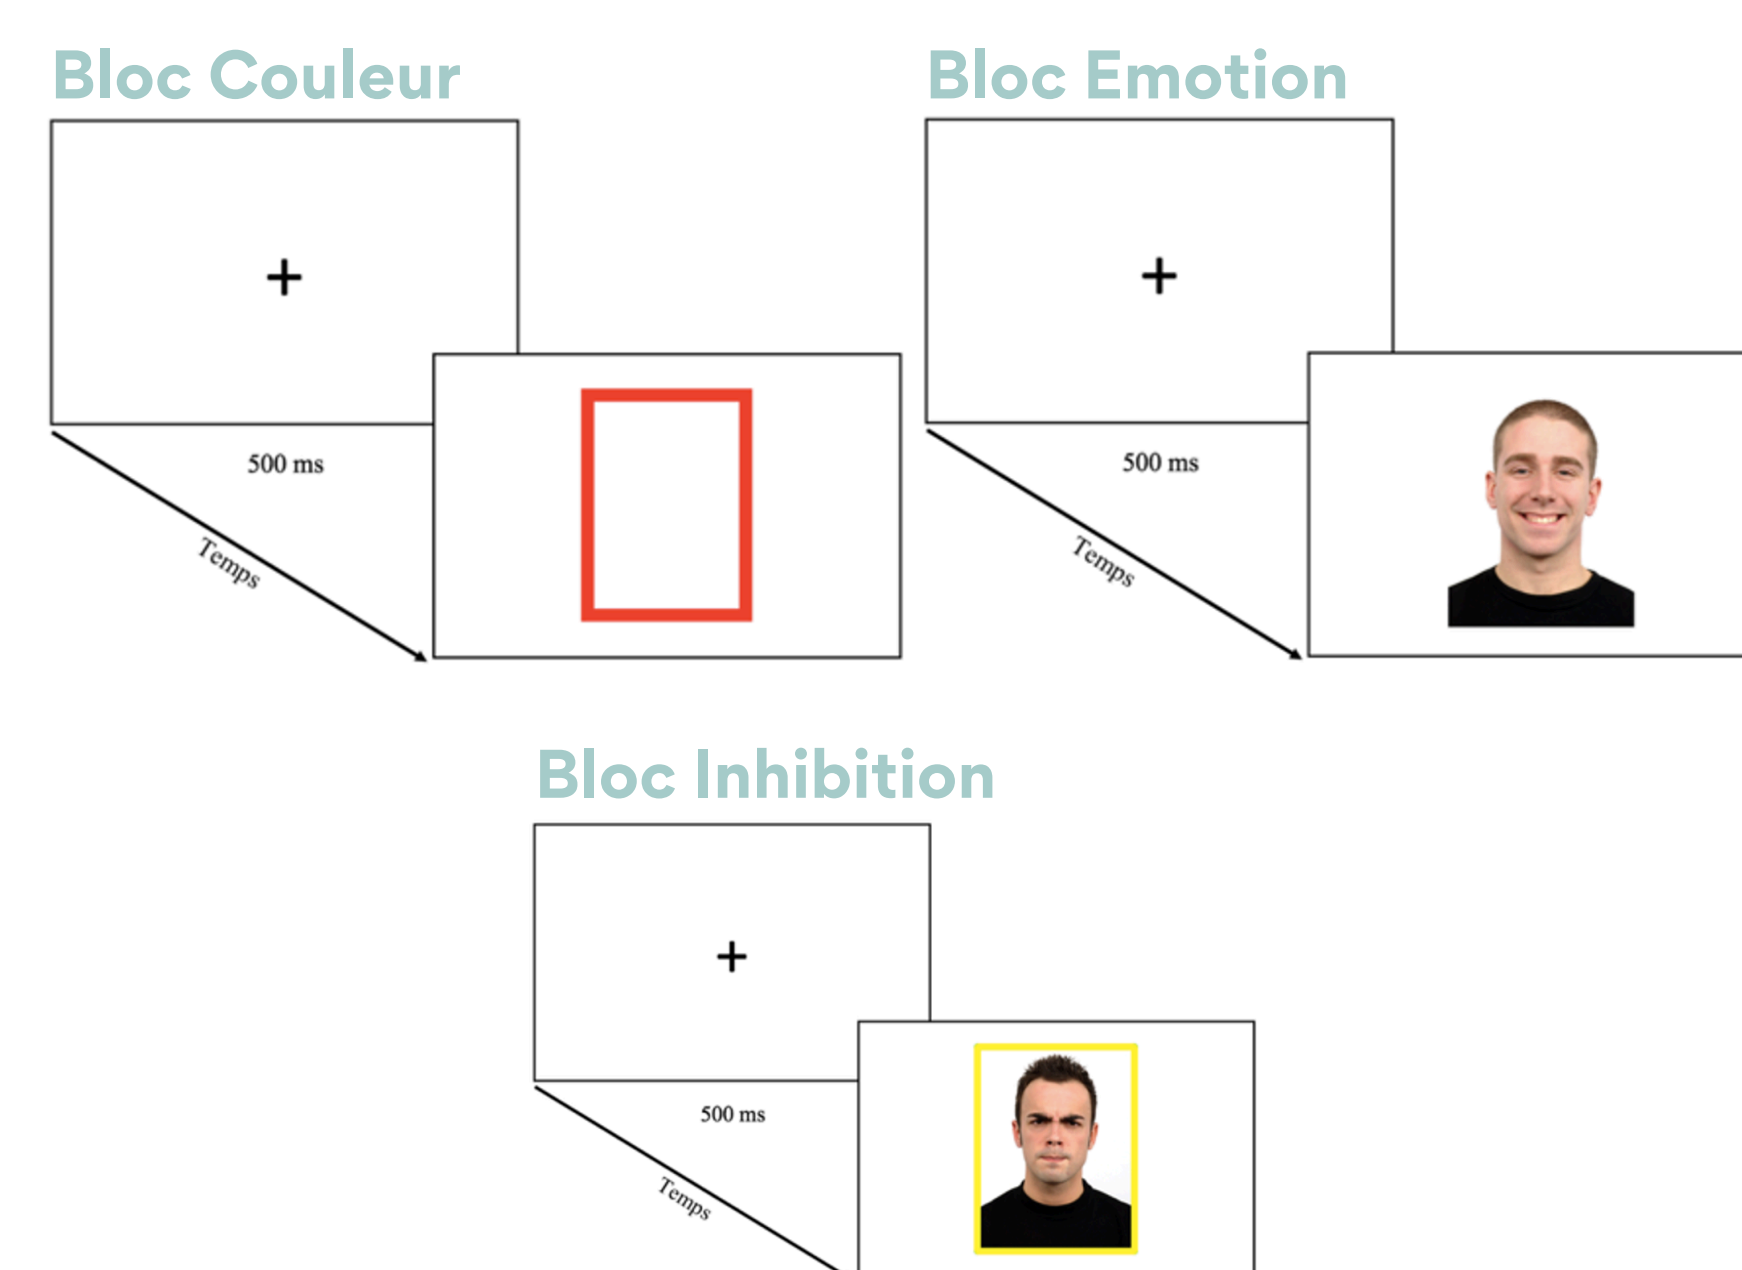 Bloc Couleur
Bloc Emotion
+
+
500 ms
500 ms
Temps
Temps
Bloc Inhibition
+
500 ms
Temps